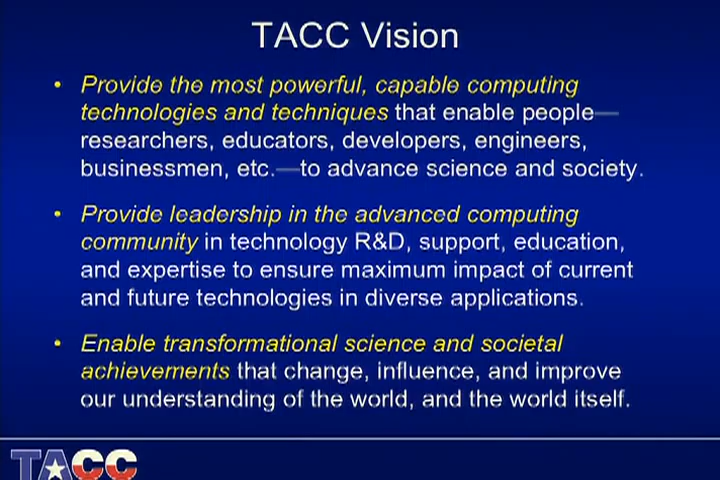 TACC Vision
• Provide the most powerful, capable computing
technologies and techniques that enable people—
researchers, educators, developers, engineers,
businessmen, etc.—to advance science and society.
• Provide leadership in the advanced computing
community in technology R&D, support, education,
and expertise to ensure maximum impact of current
and future technologies in diverse applications.
• Enable transformational science and societal
achievements that change, influence, and improve
our understanding of the world, and the world itself.
TACC